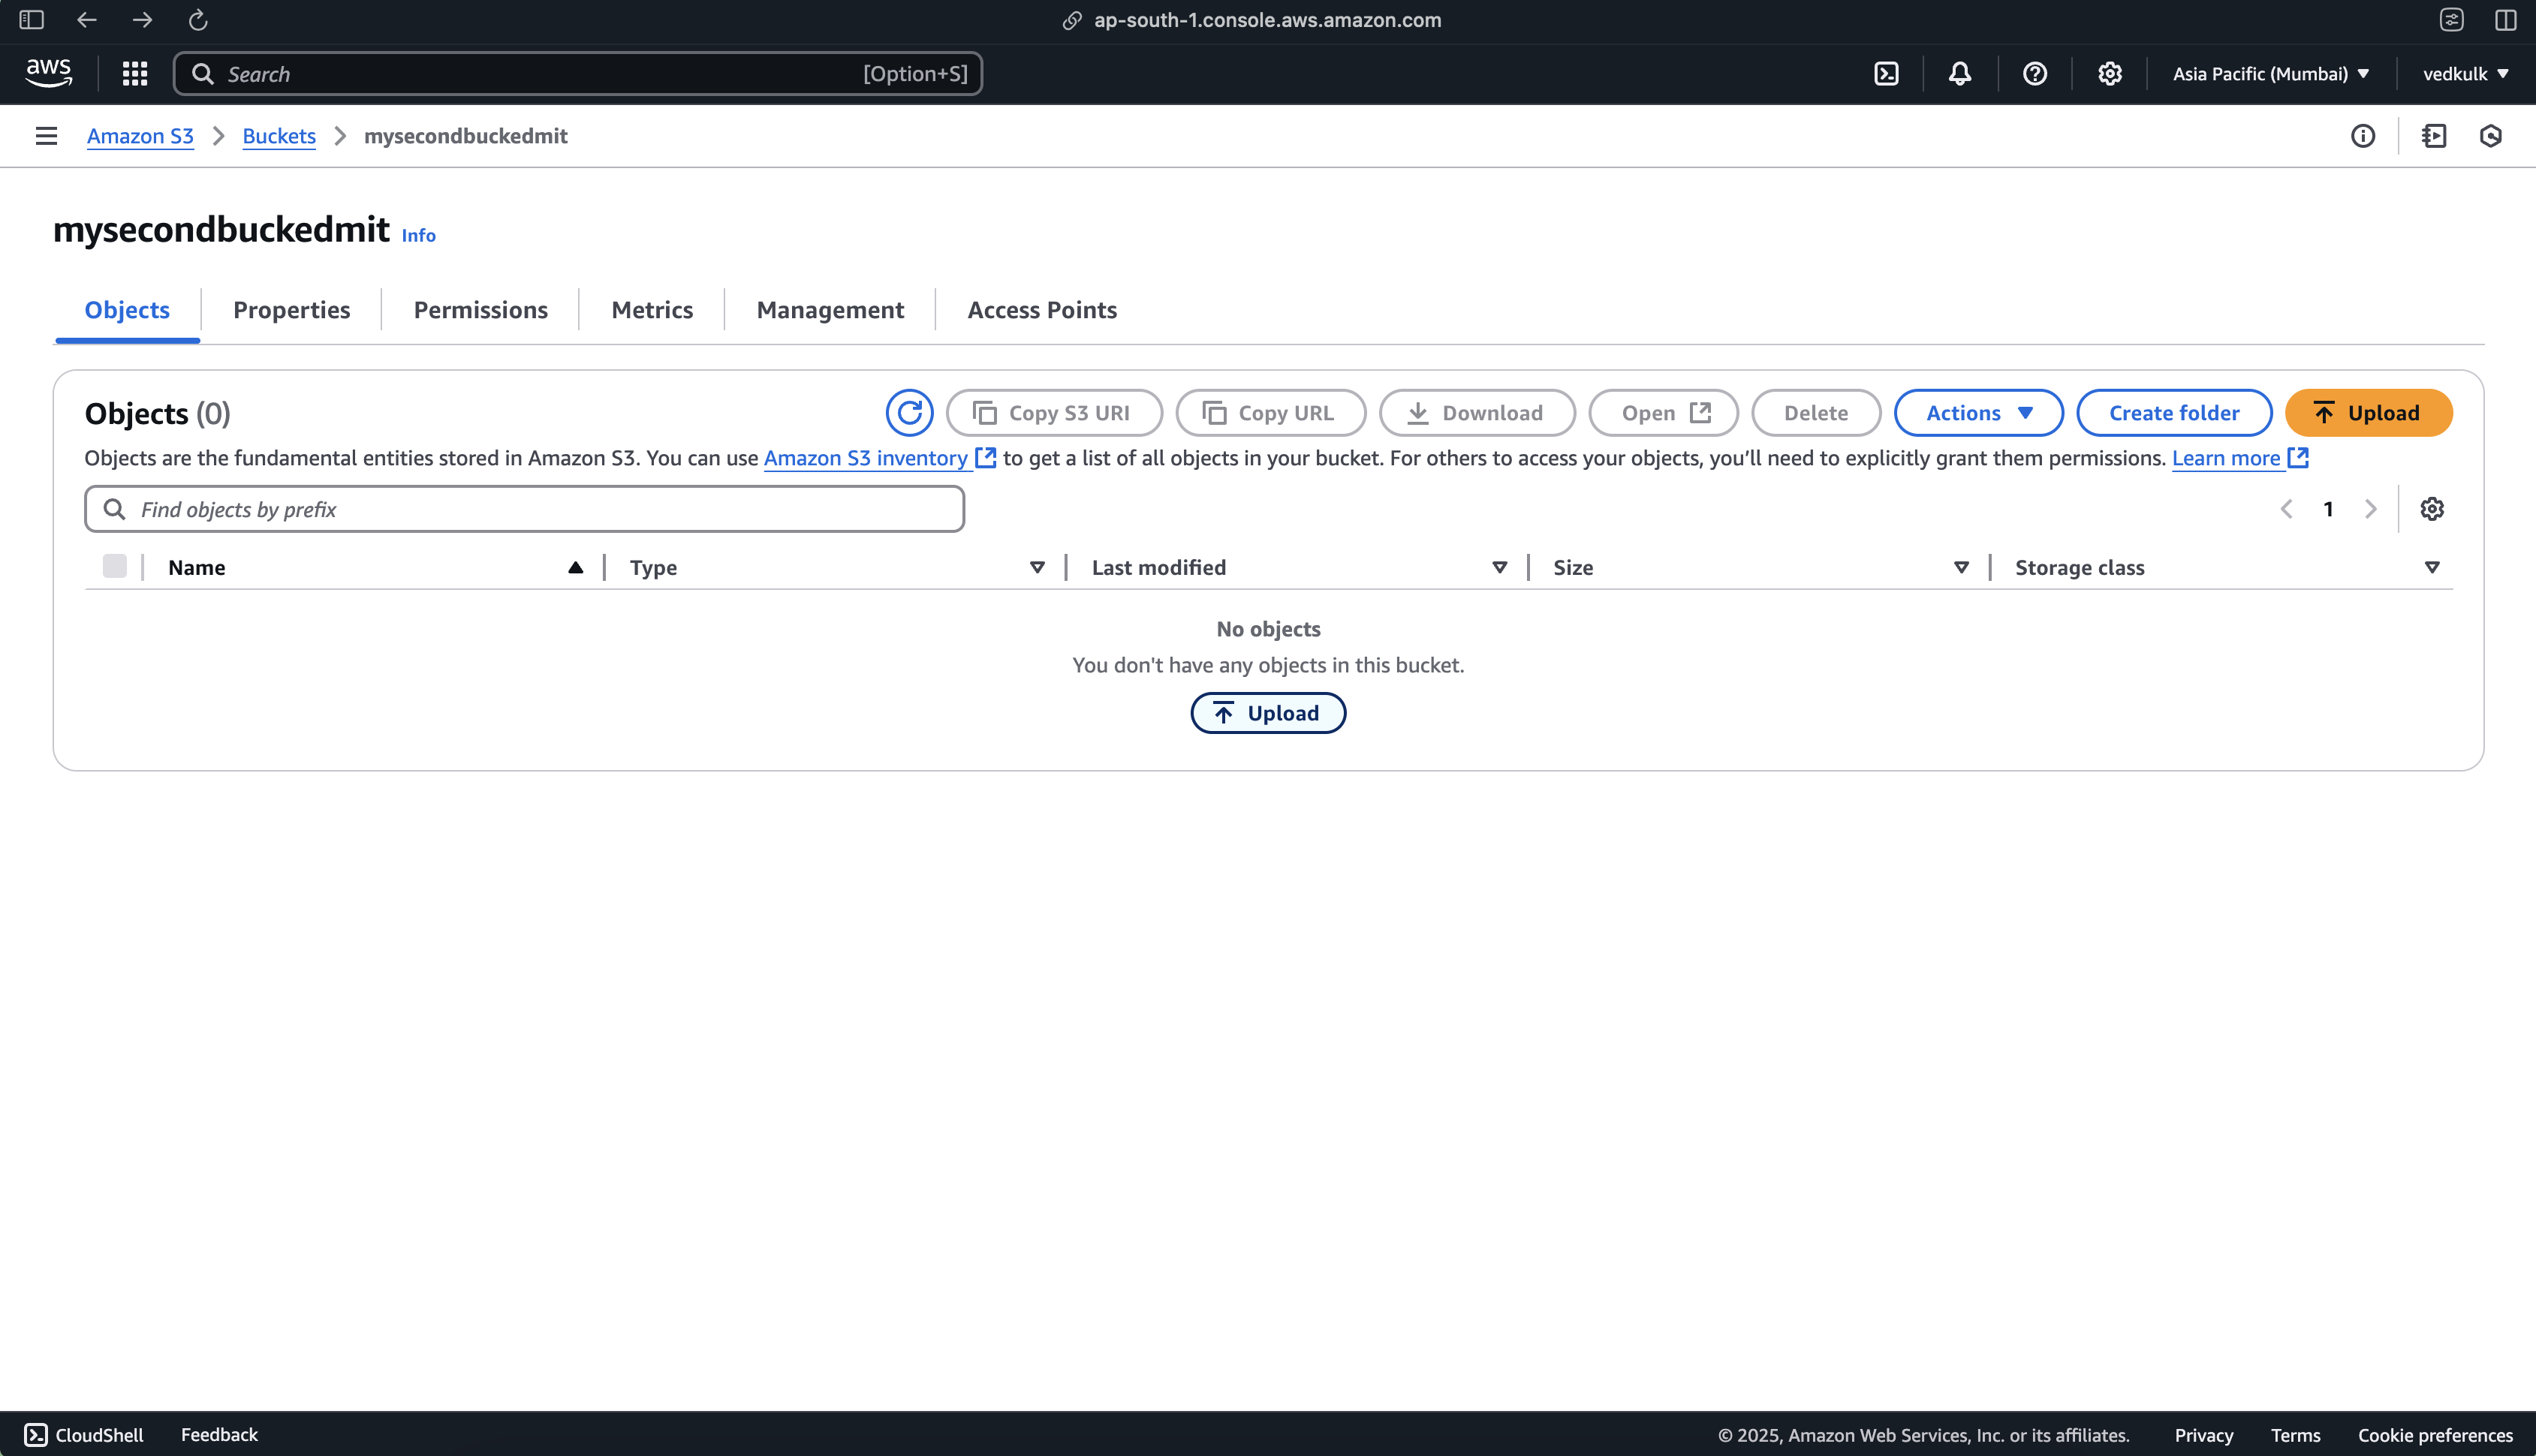 ap-south-1.console.aws.amazon.com
aws Search [Option+S] Asia Pacific (Mumbai) vedkulk
Amazon S3 Buckets mysecondbuckedmit
mysecondbuckedmit Info
Objects Properties Permissions Metrics Management Access Points
Objects (0) Copy S3 URI Copy URL Download Open Delete Actions Create folder Upload
Objects are the fundamental entities stored in Amazon S3. You can use Amazon S3 inventory to get a list of all objects in your bucket. For others to access your objects, you’ll need to explicitly grant them permissions. Learn more
Find objects by prefix 1
Name Type Last modified Size Storage class
No objects
You don't have any objects in this bucket.
Upload
CloudShell Feedback © 2025, Amazon Web Services, Inc. or its affiliates. Privacy Terms Cookie preferences